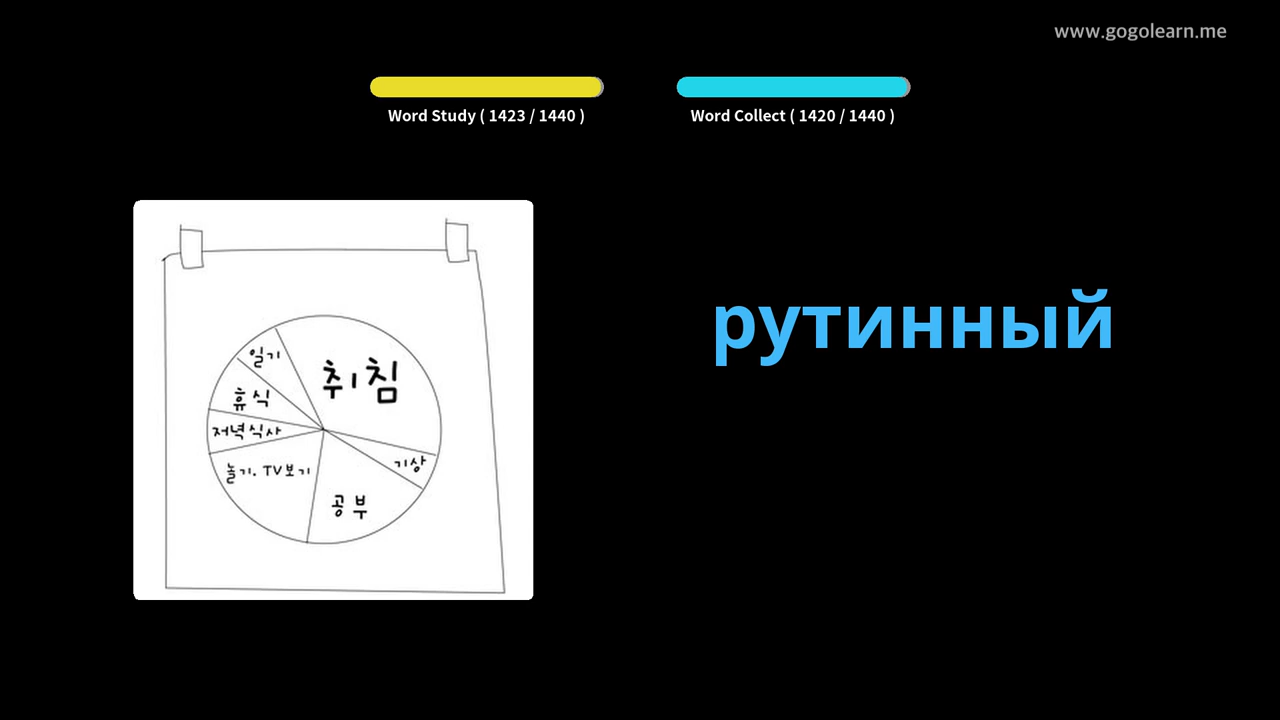 www.gogolearn.me
Word Study ( 1423 / 1440 )
Word Collect ( 1420 / 1440 )
рутинный
일기
취침
휴식
저녁식사
기상
놀기. TV보기
공부